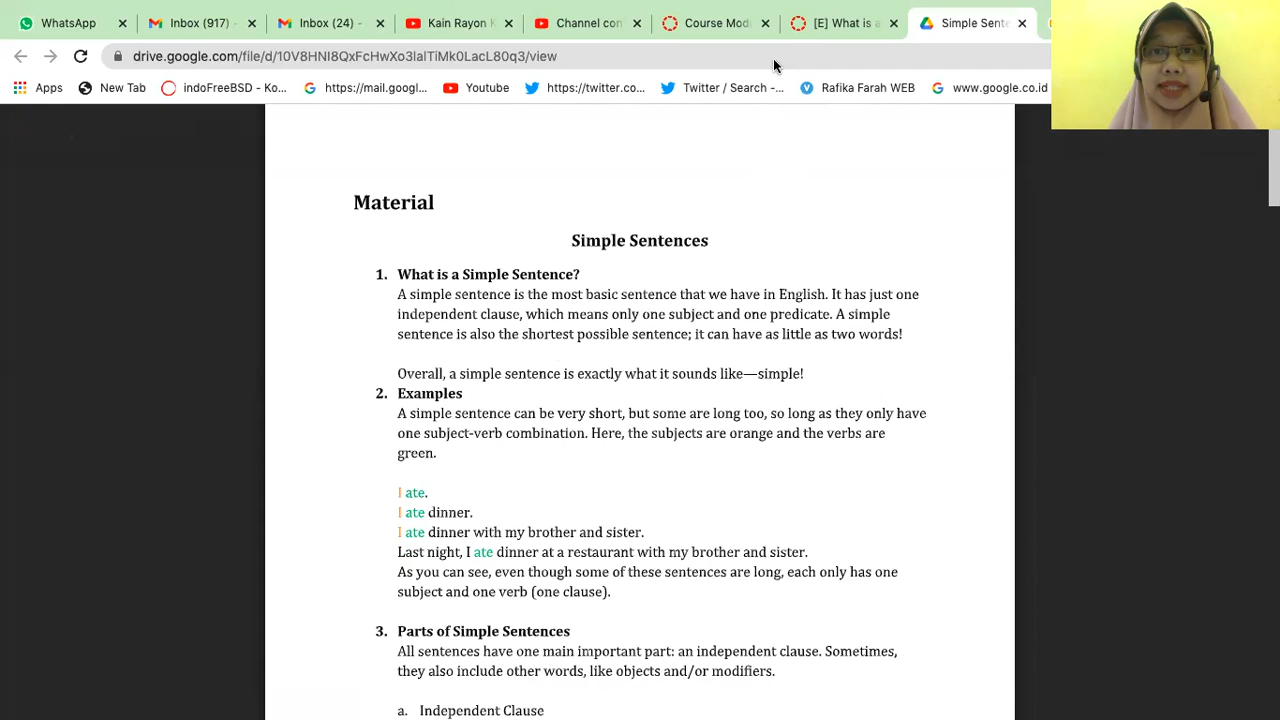 WhatsApp
Inbox (917) -
Inbox (24) -
Kain Rayon K
Channel con
Course Mod
[E] What is a
Simple Sente
drive.google.com/file/d/10V8HNI8QxFcHwXo3lalTiMk0LacL80q3/view
Apps
New Tab
indoFreeBSD - Ko...
https://mail.googl...
Youtube
https://twitter.co...
Twitter / Search -...
Rafika Farah WEB
www.google.co.id
Material
Simple Sentences
1. What is a Simple Sentence?
A simple sentence is the most basic sentence that we have in English. It has just one
independent clause, which means only one subject and one predicate. A simple
sentence is also the shortest possible sentence; it can have as little as two words!
Overall, a simple sentence is exactly what it sounds like—simple!
2. Examples
A simple sentence can be very short, but some are long too, so long as they only have
one subject-verb combination. Here, the subjects are orange and the verbs are
green.
I ate.
I ate dinner.
I ate dinner with my brother and sister.
Last night, I ate dinner at a restaurant with my brother and sister.
As you can see, even though some of these sentences are long, each only has one
subject and one verb (one clause).
3. Parts of Simple Sentences
All sentences have one main important part: an independent clause. Sometimes,
they also include other words, like objects and/or modifiers.
a. Independent Clause